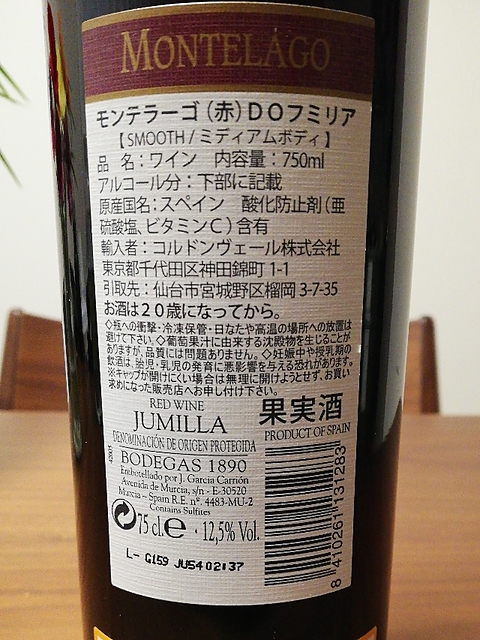 MONTELAGO
モンテラーゴ（赤）DOフミリア
【SMOOTH/ミディアムボディ】
品 名：ワイン 内容量：750ml
アルコール分：下部に記載
原産国名：スペイン 酸化防止剤（亜
硫酸塩、ビタミンC）含有
輸入者：コルドンヴェール株式会社
東京都千代田区神田錦町 1-1
引取先：仙台市宮城野区榴岡 3-7-35
お酒は20歳になってから。
◇瓶への衝撃・冷凍保管・日なたや高温の場所への放置は
避けて下さい。◇葡萄果汁に由来する沈殿物を生じることが
ありますが、品質には問題ありません。◇妊娠中や授乳期の
飲酒は、胎児・乳児の発育に悪影響を与える恐れがあります。
※キャップが開けにくい場合は無理に開けようとせず、お買い
求めになった販売店へお申し付け下さい。
RED WINE
JUMILLA
DENOMINACIÓN DE ORIGEN PROTEGIDA
果実酒
PRODUCT OF SPAIN
BODEGAS 1890
Embotellado por J. García Carrión
Avenida de Murcia, s/n - E-30520
Murcia – Spain R.E. nº. 4483-MU-2
Contains Sulfites
75 cl. e · 12,5% Vol.
L- G159 JU5402:37
8 410261 131283